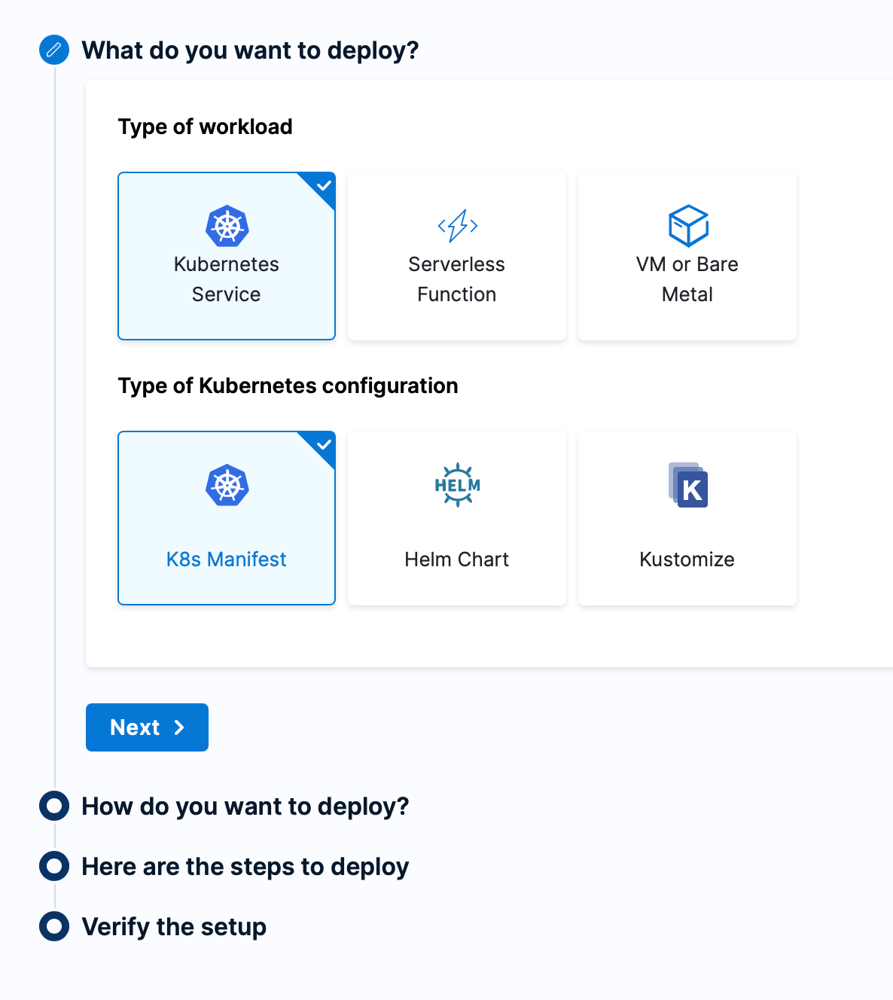 What do you want to deploy?
Type of workload
Kubernetes
Service
Serverless
Function
VM or Bare
Metal
Type of Kubernetes configuration
K8s Manifest
HELM
Helm Chart
K
Kustomize
Next
How do you want to deploy?
Here are the steps to deploy
Verify the setup